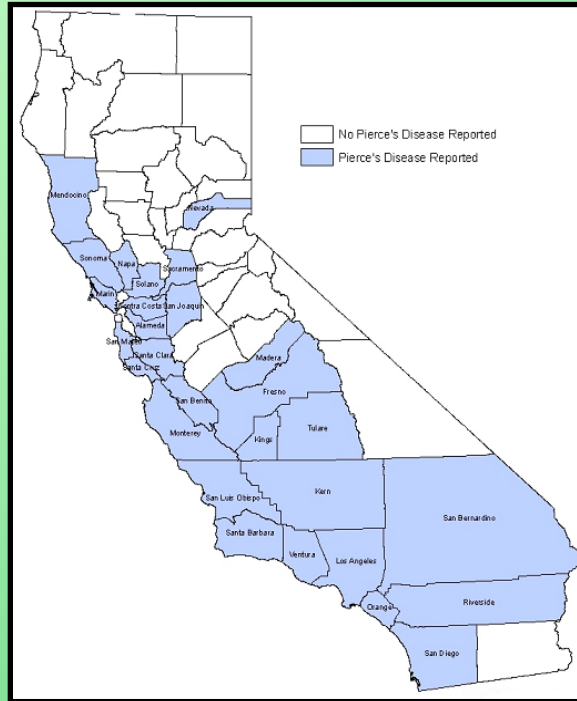 No Pierce's Disease Reported
Pierce's Disease Reported
Mendocino
Nevada
Sonoma
Napa
Sacramento
Solano
Marin
Contra Costa
San Joaquin
Alameda
San Mateo
Santa Clara
Santa Cruz
Madera
Fresno
San Benito
Monterey
Kings
Tulare
San Luis Obispo
Kern
San Bernardino
Santa Barbara
Ventura
Los Angeles
Orange
Riverside
San Diego